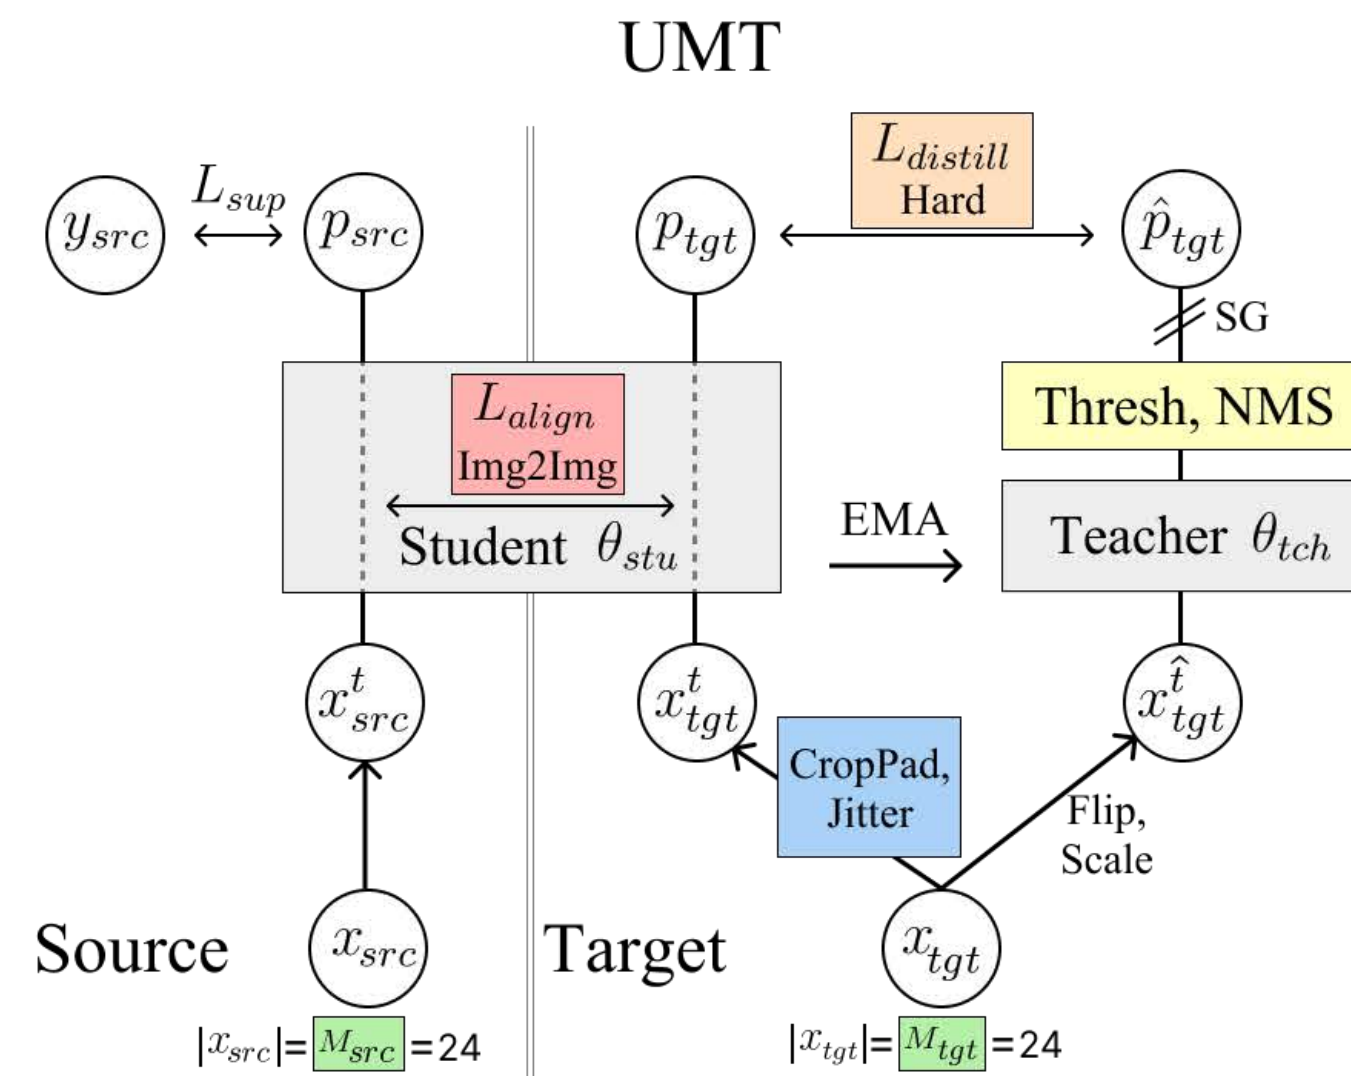 UMT
L_distill
Hard
y_src
L_sup
p_src
p_tgt
p̂_tgt
SG
L_align
Img2Img
Student θ_stu
EMA
Thresh, NMS
Teacher θ_tch
x^t_src
x^t_tgt
x^t̂_tgt
CropPad,
Jitter
Flip,
Scale
Source
x_src
Target
x_tgt
|x_src|= M_src =24
|x_tgt|= M_tgt =24